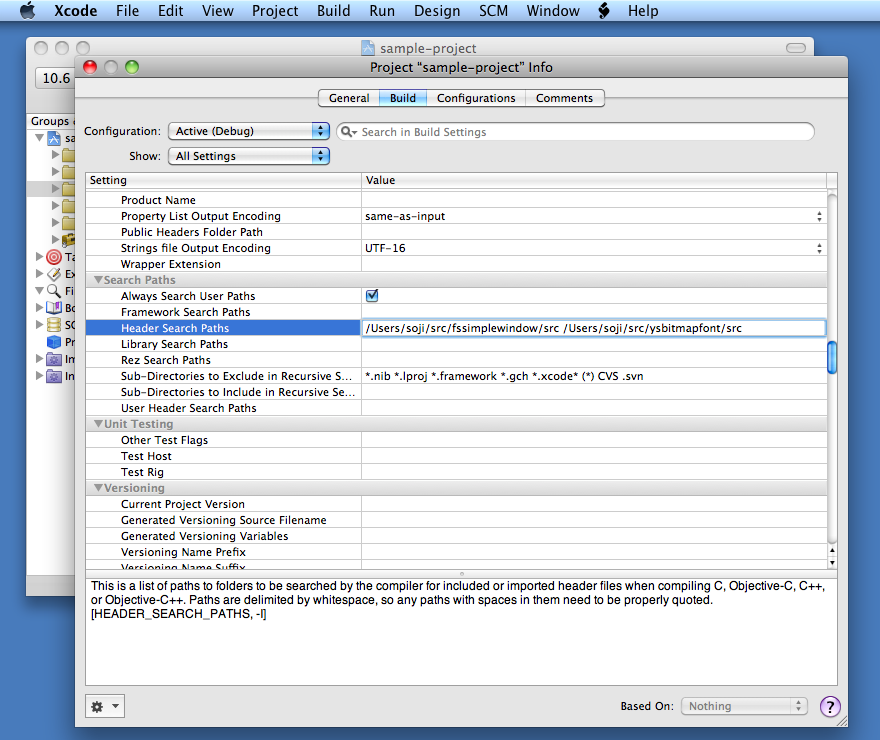 Xcode File Edit View Project Build Run Design SCM Window Help
sample-project
Project “sample-project” Info
10.6
General Build Configurations Comments
Groups
Configuration: Active (Debug) Search in Build Settings
Show: All Settings
Setting Value
Product Name
Property List Output Encoding same-as-input
Public Headers Folder Path
Strings file Output Encoding UTF-16
Wrapper Extension
Search Paths
Always Search User Paths
Framework Search Paths
Header Search Paths /Users/soji/src/fssimplewindow/src /Users/soji/src/ysbitmapfont/src
Library Search Paths
Rez Search Paths
Sub-Directories to Exclude in Recursive S... *.nib *.lproj *.framework *.gch *.xcode* (*) CVS .svn
Sub-Directories to Include in Recursive Se...
User Header Search Paths
Unit Testing
Other Test Flags
Test Host
Test Rig
Versioning
Current Project Version
Generated Versioning Source Filename
Generated Versioning Variables
Versioning Name Prefix
Versioning Name Suffix
This is a list of paths to folders to be searched by the compiler for included or imported header files when compiling C, Objective-C, C++,
or Objective-C++. Paths are delimited by whitespace, so any paths with spaces in them need to be properly quoted.
[HEADER_SEARCH_PATHS, -I]
Based On: Nothing ?